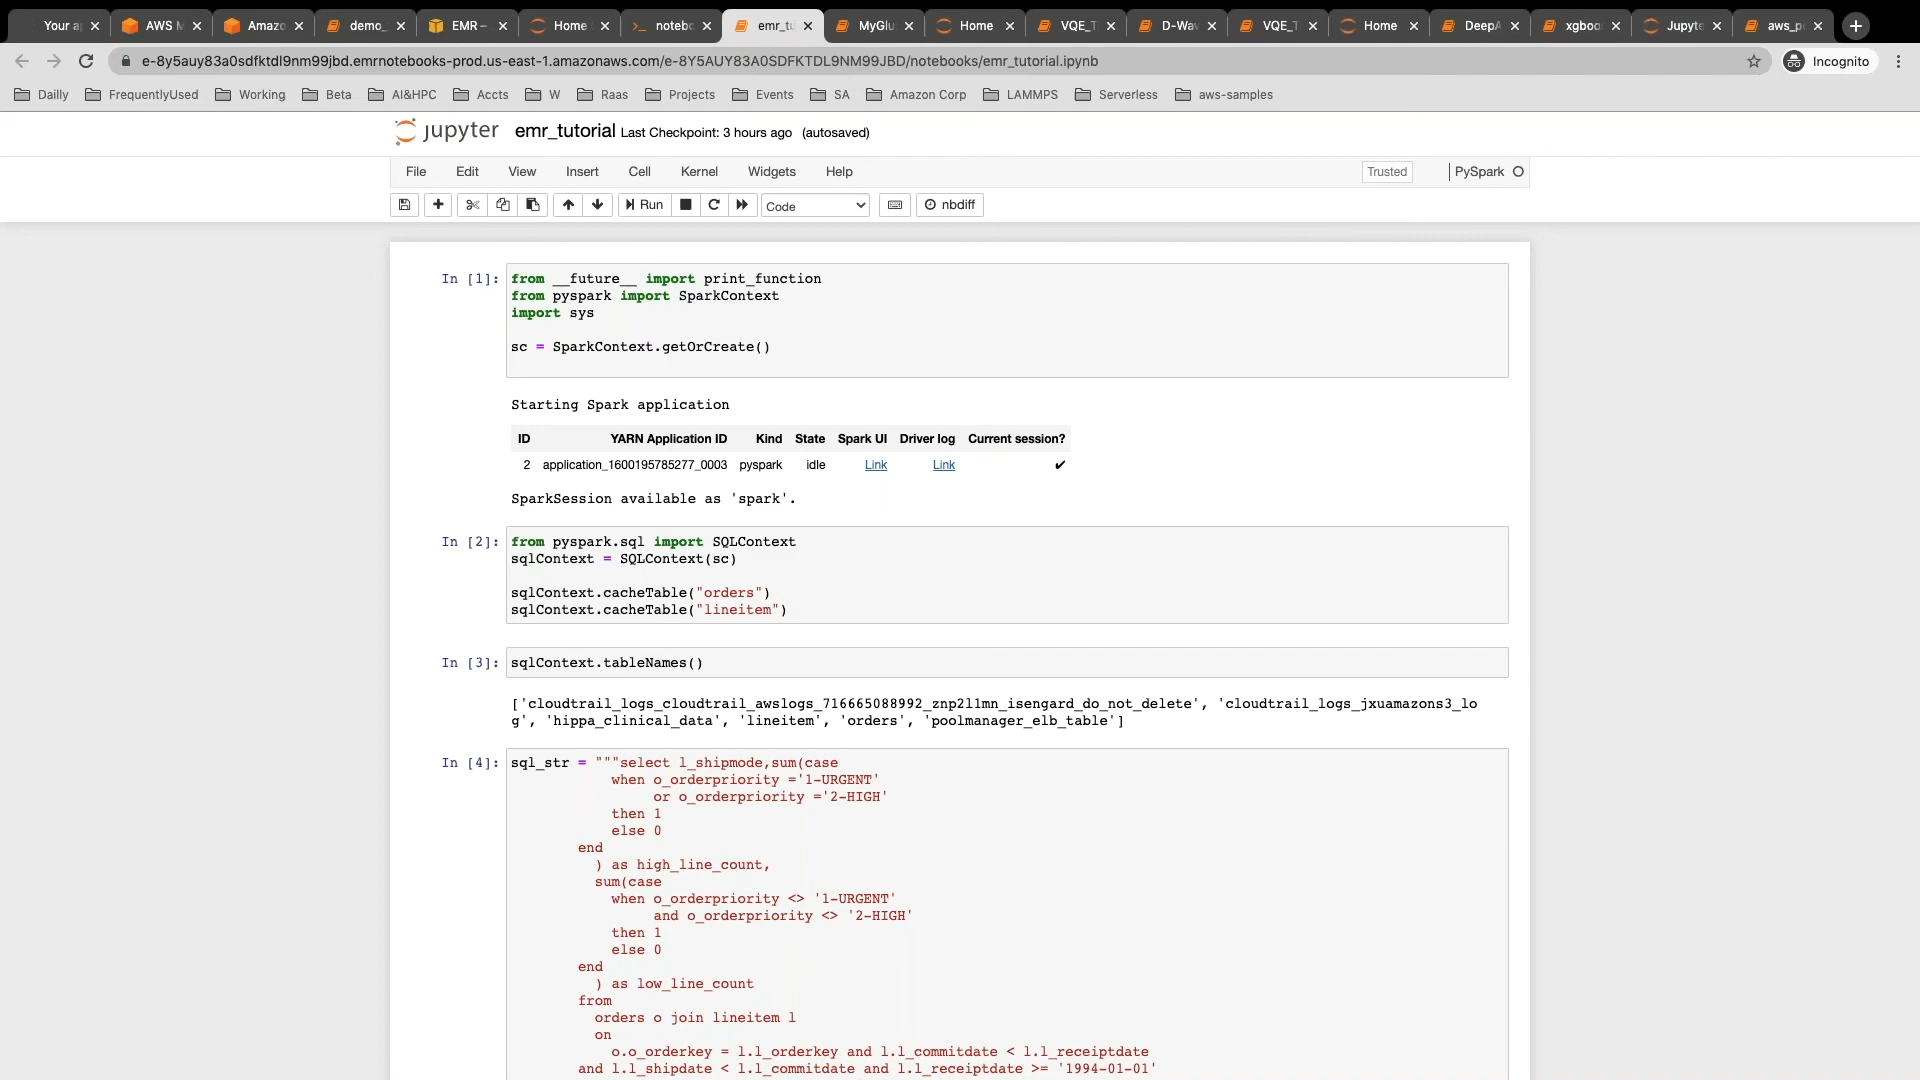 Your a
AWS M
Amazo
demo_
EMR –
Home
noteb
emr_tu
MyGlu
Home
VQE_T
D-Wav
VQE_T
Home
DeepA
xgboo
Jupyte
aws_p
e-8y5auy83a0sdfktdl9nm99jbd.emrnotebooks-prod.us-east-1.amazonaws.com/e-8Y5AUY83A0SDFKTDL9NM99JBD/notebooks/emr_tutorial.ipynb
Incognito
Dailly FrequentlyUsed Working Beta AI&HPC Accts W Raas Projects Events SA Amazon Corp LAMMPS Serverless aws-samples
jupyter emr_tutorial Last Checkpoint: 3 hours ago (autosaved)
File Edit View Insert Cell Kernel Widgets Help Trusted PySpark
Run Code nbdiff
In [1]: from __future__ import print_function
from pyspark import SparkContext
import sys
sc = SparkContext.getOrCreate()
Starting Spark application
ID YARN Application ID Kind State Spark UI Driver log Current session?
2 application_1600195785277_0003 pyspark idle Link Link ✔
SparkSession available as 'spark'.
In [2]: from pyspark.sql import SQLContext
sqlContext = SQLContext(sc)
sqlContext.cacheTable("orders")
sqlContext.cacheTable("lineitem")
In [3]: sqlContext.tableNames()
['cloudtrail_logs_cloudtrail_awslogs_716665088992_znp2l1mn_isengard_do_not_delete', 'cloudtrail_logs_jxuamazons3_lo
g', 'hippa_clinical_data', 'lineitem', 'orders', 'poolmanager_elb_table']
In [4]: sql_str = """select l_shipmode,sum(case
when o_orderpriority ='1-URGENT'
or o_orderpriority ='2-HIGH'
then 1
else 0
end
) as high_line_count,
sum(case
when o_orderpriority <> '1-URGENT'
and o_orderpriority <> '2-HIGH'
then 1
else 0
end
) as low_line_count
from
orders o join lineitem l
on
o.o_orderkey = l.l_orderkey and l.l_commitdate < l.l_receiptdate
and l.l_shipdate < l.l_commitdate and l.l_receiptdate >= '1994-01-01'